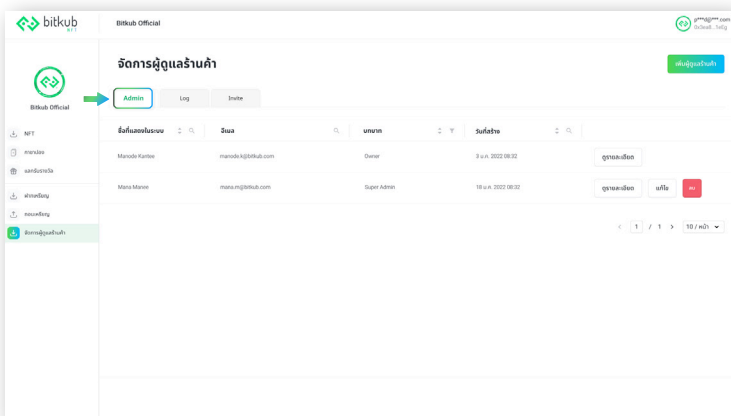 bitkub
NFT
Bitkub Official
p***d@***.com
จัดการผู้ดูแลร้านค้า
เพิ่มผู้ดูแลร้านค้า
Bitkub Official
Admin
Log
Invite
ชื่อที่แสดงในระบบ
อีเมล
บทบาท
วันที่สร้าง
Manode Kantee
manode.k@bitkub.com
Owner
3 ม.ค. 2022 08:32
ดูรายละเอียด
Mana Manee
mana.m@bitkub.com
Super Admin
18 ม.ค. 2022 08:32
ดูรายละเอียด
แก้ไข
ลบ
NFT
การปล่อย
แลกรับรางวัล
ฝากเหรียญ
ถอนเหรียญ
จัดการผู้ดูแลร้านค้า
< 1 / 1 >
10 / หน้า